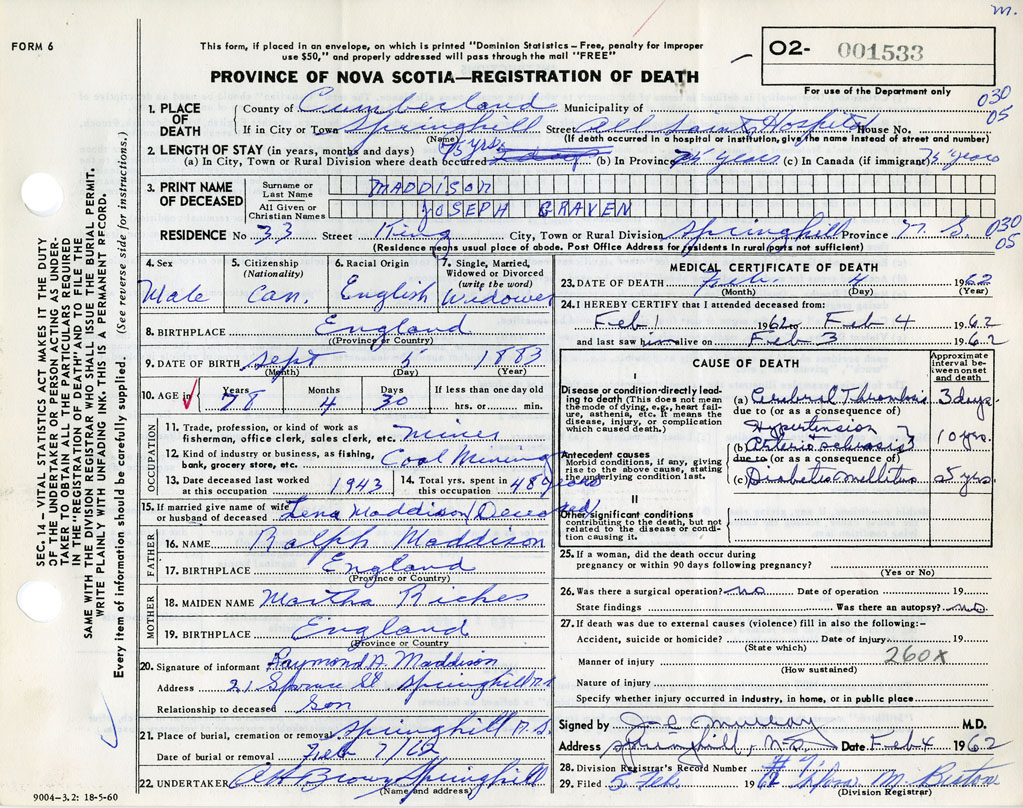 m.
FORM 6
This form, if placed in an envelope, on which is printed "Dominion Statistics – Free, penalty for improper
use $50," and properly addressed will pass through the mail "FREE"
PROVINCE OF NOVA SCOTIA—REGISTRATION OF DEATH
O2- 001533
For use of the Department only
030
05
1. PLACE OF DEATH
County of Cumberland Municipality of
If in City or Town Springhill Street All Saints Hospital House No.
(Name) (If death occurred in a hospital or institution, give the name instead of street and number)
2. LENGTH OF STAY (in years, months and days)
(a) In City, Town or Rural Division where death occurred 75 yrs. (b) In Province 75 years (c) In Canada (if immigrant) 75 years
3. PRINT NAME OF DECEASED
Surname or Last Name MADDISON
All Given or Christian Names JOSEPH GRAVEN
RESIDENCE No 33 Street King City, Town or Rural Division Springhill Province N. S. 030
05
(Residence means usual place of abode. Post Office Address for residents in rural parts not sufficient)
4. Sex Male
5. Citizenship (Nationality) Can.
6. Racial Origin English
7. Single, Married, Widowed or Divorced (write the word) Widower
8. BIRTHPLACE England
(Province or Country)
9. DATE OF BIRTH Sept 5 1883
(Month) (Day) (Year)
10. AGE in Years 78 Months 4 Days 30 If less than one day old hrs. or min.
OCCUPATION
11. Trade, profession, or kind of work as fisherman, office clerk, sales clerk, etc. miner
12. Kind of industry or business, as fishing, bank, grocery store, etc. Coal Mining
13. Date deceased last worked at this occupation 1943
14. Total yrs. spent in this occupation 48 years
15. If married give name of wife or husband of deceased Lena Maddison (Deceased)
FATHER
16. NAME Ralph Maddison
17. BIRTHPLACE England
(Province or Country)
MOTHER
18. MAIDEN NAME Martha Riches
19. BIRTHPLACE England
(Province or Country)
20. Signature of informant Raymond A. Maddison
Address 21 Spruce St. Springhill N.S
Relationship to deceased Son
21. Place of burial, cremation or removal Springhill N.S.
Date of burial or removal Feb 7/62
22. UNDERTAKER A H Brown Springhill
(Name and address)
9004-3.2: 18-5-60
SEC. 14.—VITAL STATISTICS ACT MAKES IT THE DUTY
OF THE UNDERTAKER OR PERSON ACTING AS UNDER-
TAKER TO OBTAIN ALL THE PARTICULARS REQUIRED
IN THE "REGISTRATION OF DEATH" AND TO FILE THE
SAME WITH THE DIVISION REGISTRAR WHO SHALL ISSUE THE BURIAL PERMIT.
WRITE PLAINLY WITH UNFADING INK. THIS IS A PERMANENT RECORD.
Every item of information should be carefully supplied. (See reverse side for instructions.)
MEDICAL CERTIFICATE OF DEATH
23. DATE OF DEATH Feb. 4 1962
(Month) (Day) (Year)
24. I HEREBY CERTIFY that I attended deceased from:
Feb 1 1962 to Feb 4 1962
and last saw him alive on Feb 3 1962
CAUSE OF DEATH
Approximate interval between onset and death
I
Disease or condition directly leading to death (This does not mean the mode of dying, e.g., heart failure, asthenia, etc. It means the disease, injury, or complication which caused death.)
(a) Cerebral Thrombosis 3 days
due to (or as a consequence of)
Antecedent causes
Morbid conditions, if any, giving rise to the above cause, stating the underlying condition last.
Hypertension +
(b) Arteriosclerosis 10 yrs.
due to (or as a consequence of)
(c) Diabetes mellitus 5 yrs
II
Other significant conditions
contributing to the death, but not related to the disease or condition causing it.
25. If a woman, did the death occur during
pregnancy or within 90 days following pregnancy?
(Yes or No)
26. Was there a surgical operation? no Date of operation 19
State findings Was there an autopsy? no.
27. If death was due to external causes (violence) fill in also the following:—
Accident, suicide or homicide? Date of injury 19
(State which)
260X
Manner of injury
(How sustained)
Nature of injury
Specify whether injury occurred in industry, in home, or in public place
Signed by J C Murray M.D.
Address Springhill, N.S. Date Feb 4 1962
28. Division Registrar's Record Number # 9
29. Filed 5 Feb. 1962
(Division Registrar)